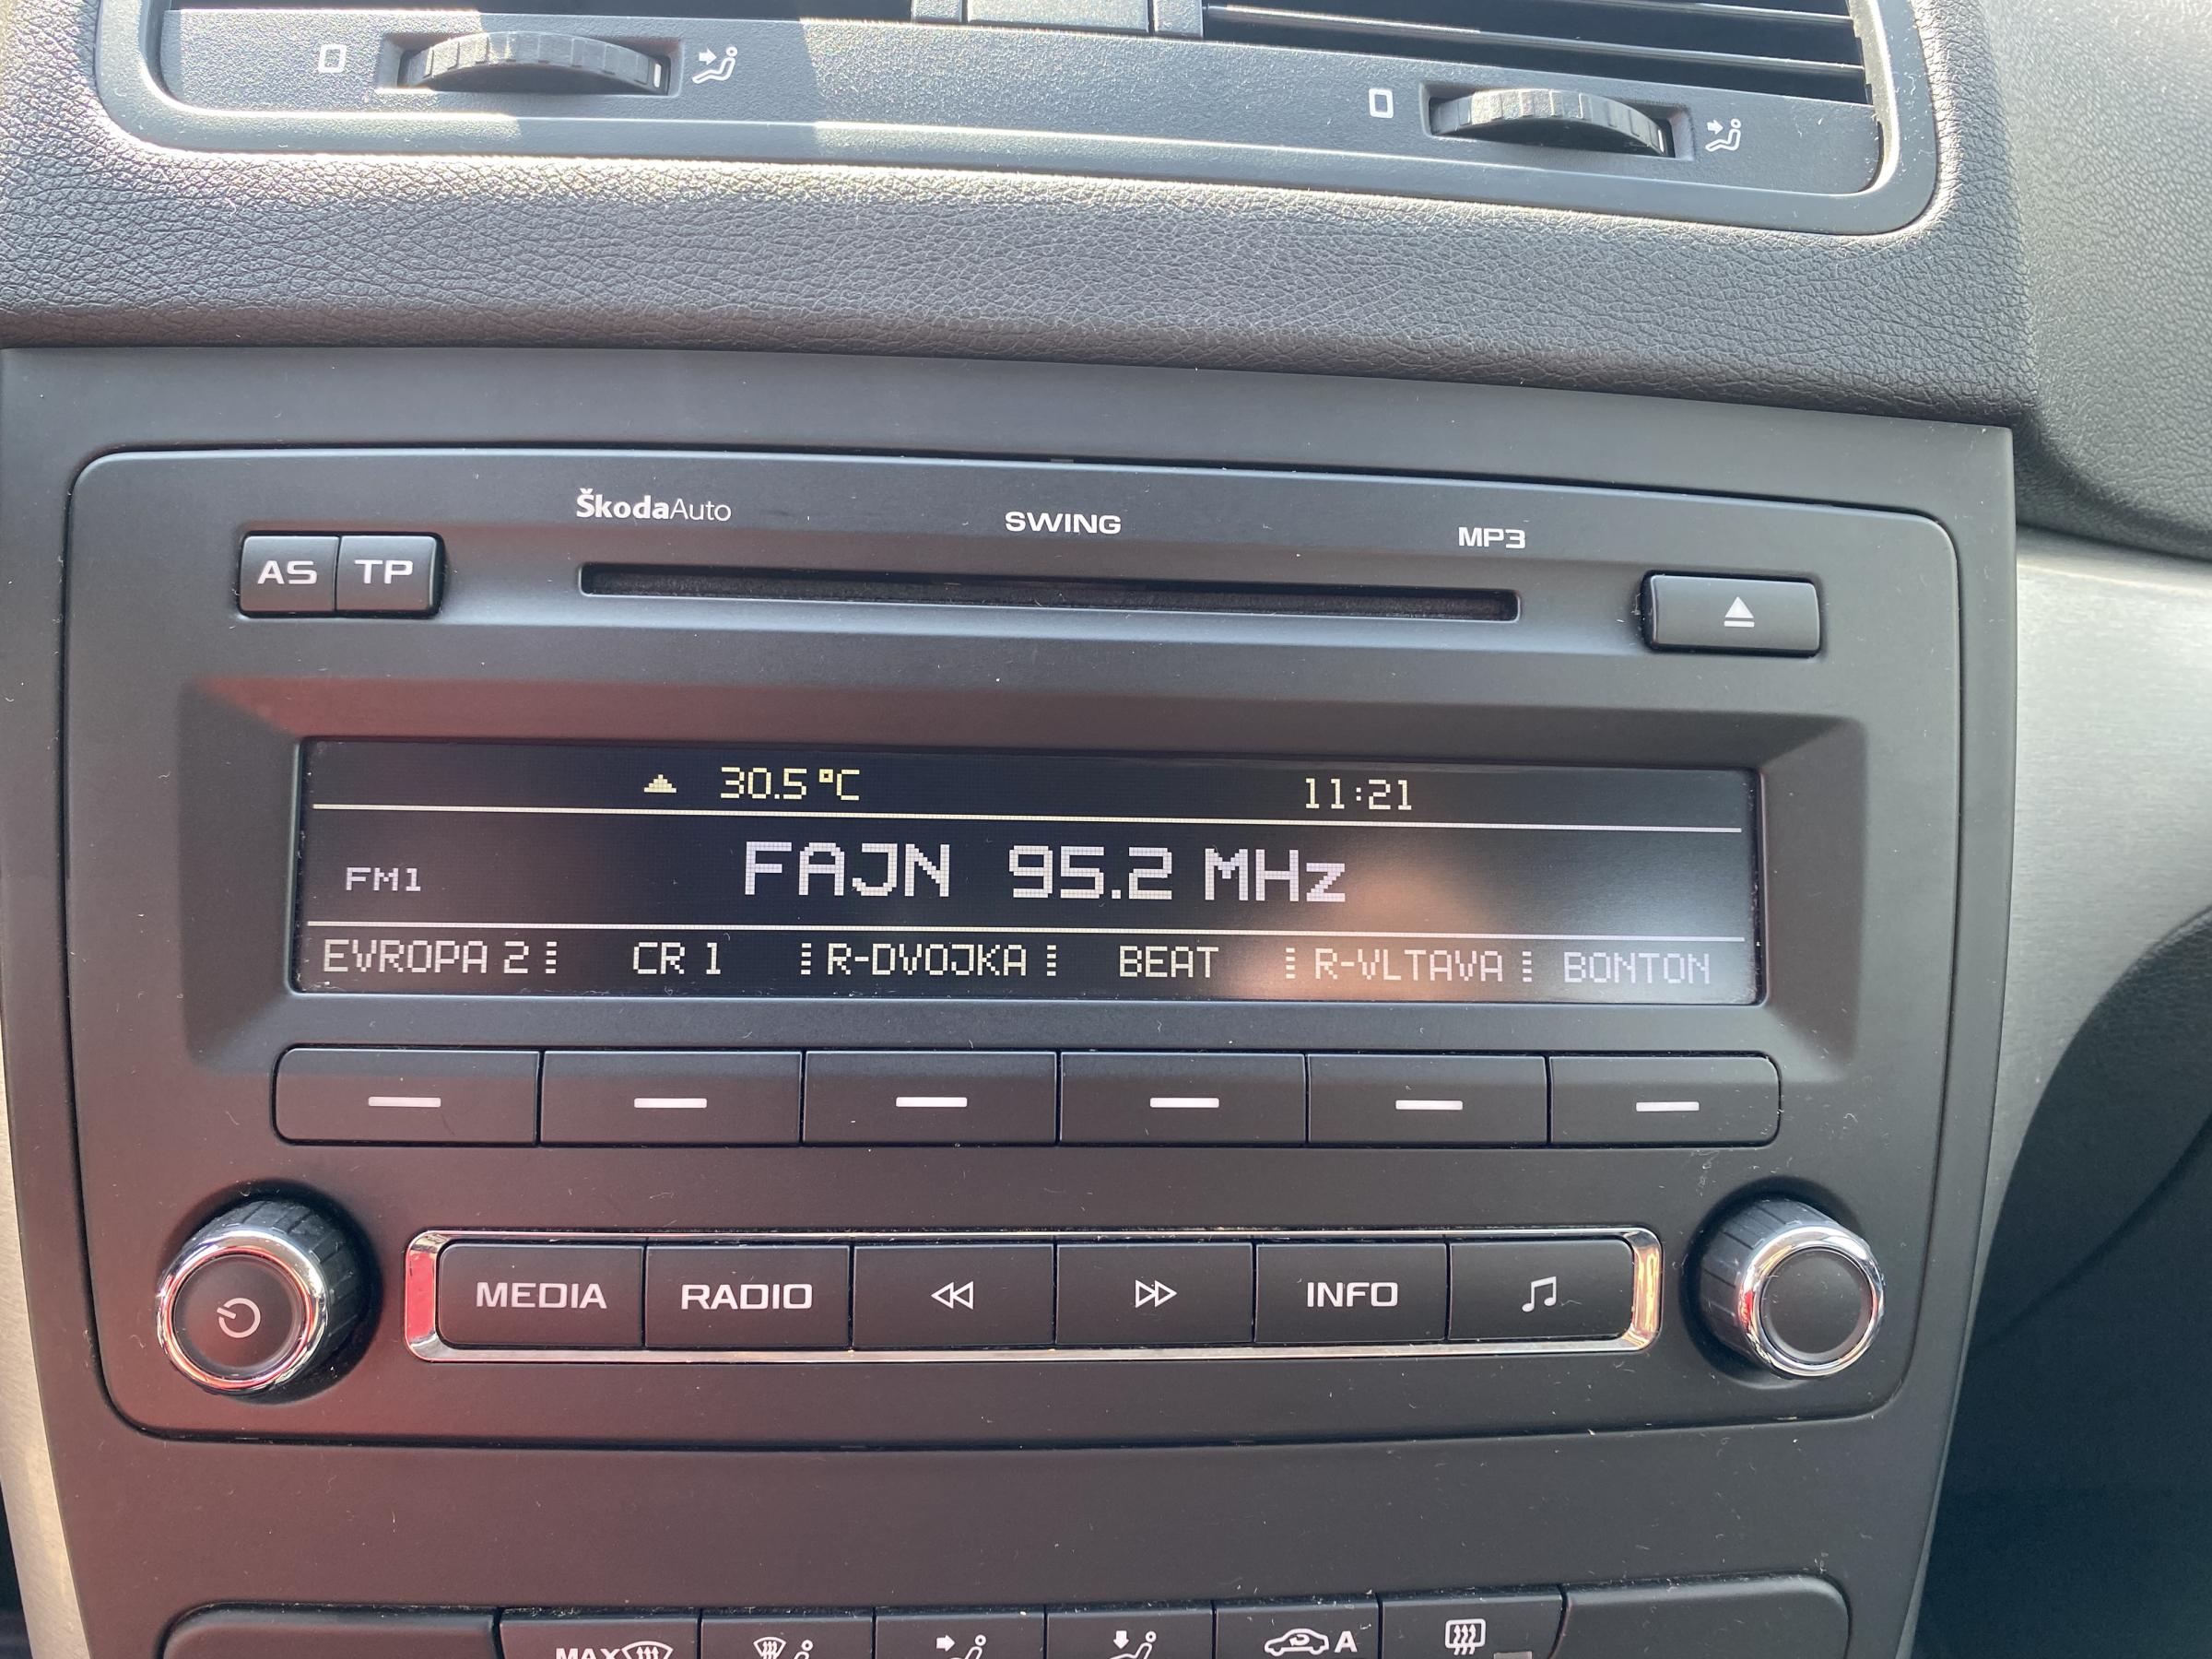 ŠkodaAuto
SWING
MP3
AS TP
30.5°C 11:21
FM1 FAJN 95.2 MHz
EVROPA 2 CR 1 R-DVOJKA BEAT R-VLTAVA BONTON
MEDIA RADIO INFO
MAX A